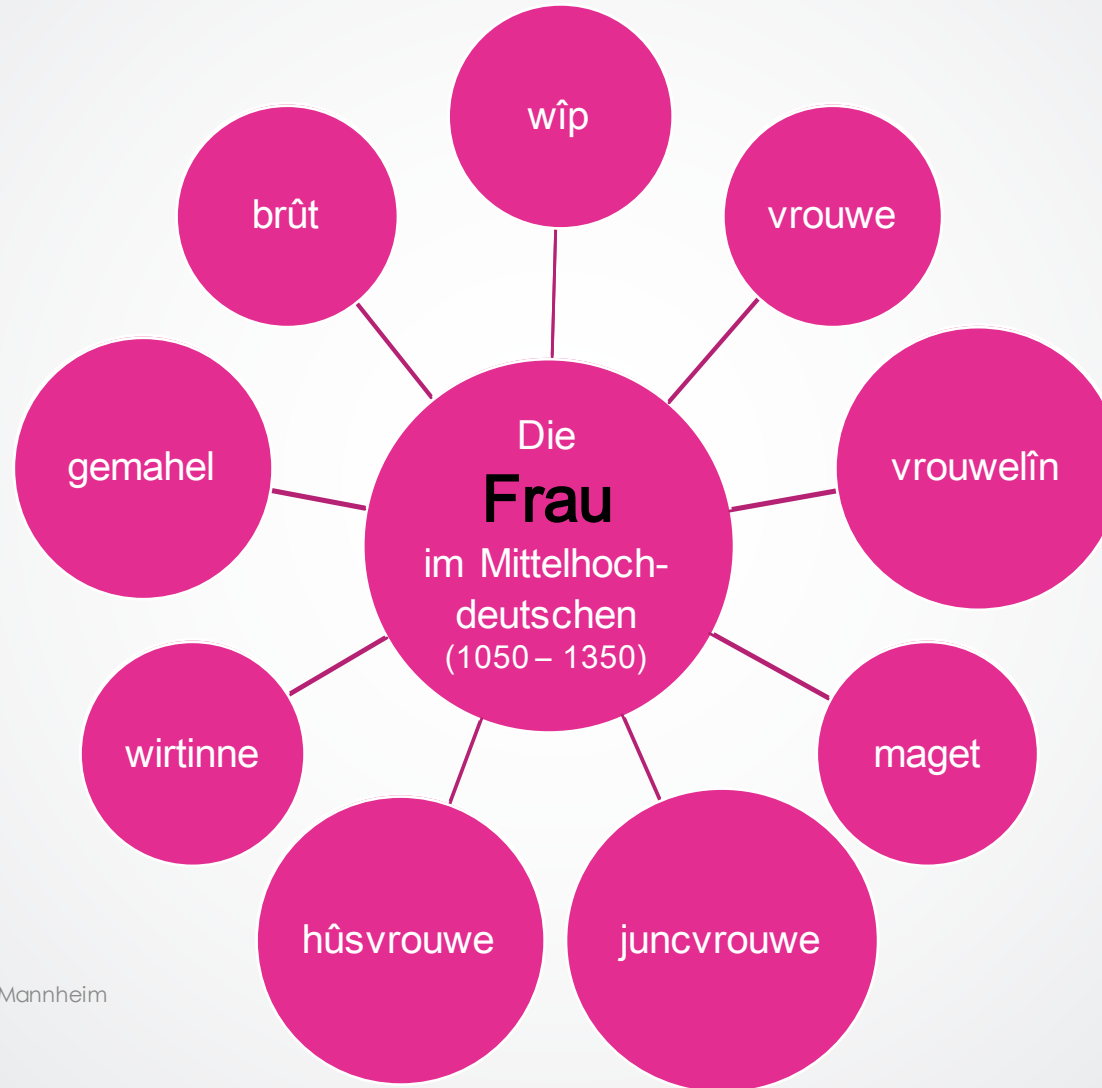 wîp
brût
vrouwe
gemahel
vrouwelîn
Die
Frau
im Mittelhoch-
deutschen
(1050 – 1350)
wirtinne
maget
hûsvrouwe
juncvrouwe
Mannheim